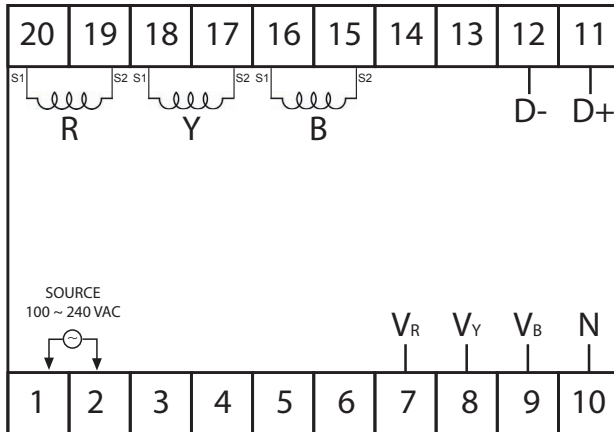 20 19 18 17 16 15 14 13 12 11
S1 S2 S1 S2 S1 S2
R Y B D- D+
SOURCE
100 ~ 240 VAC
~
VR VY VB N
1 2 3 4 5 6 7 8 9 10